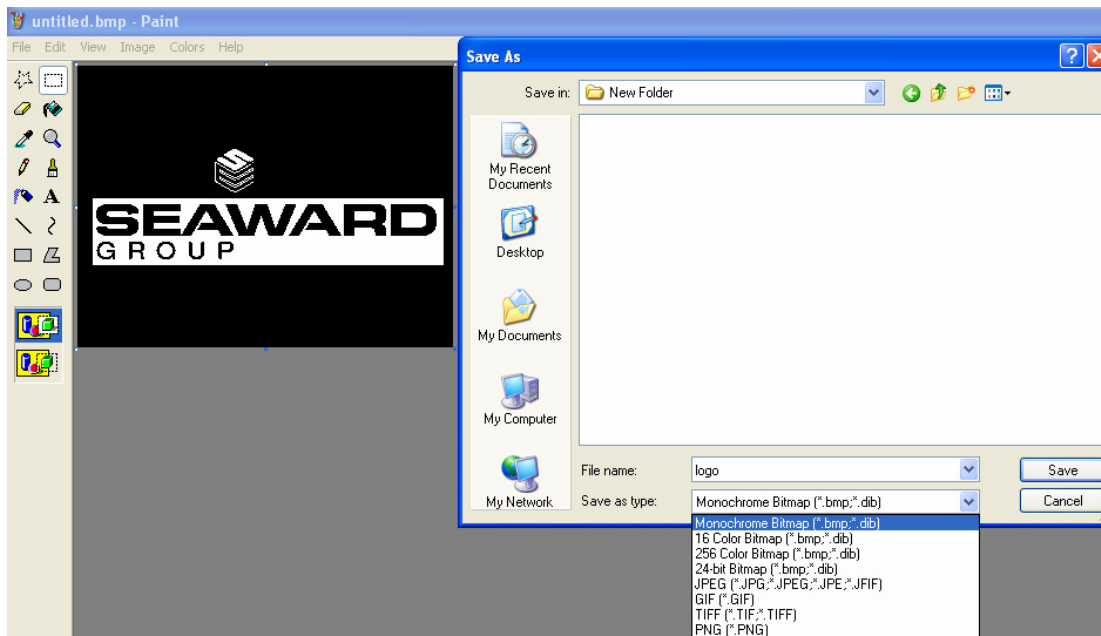 untitled.bmp - Paint
File Edit View Image Colors Help
A
SEAWARD
GROUP
Save As
?
Save in: New Folder
My Recent
Documents
Desktop
My Documents
My Computer
My Network
File name: logo
Save
Save as type: Monochrome Bitmap (*.bmp;*.dib)
Cancel
Monochrome Bitmap (*.bmp;*.dib)
16 Color Bitmap (*.bmp;*.dib)
256 Color Bitmap (*.bmp;*.dib)
24-bit Bitmap (*.bmp;*.dib)
JPEG (*.JPG;*.JPEG;*.JPE;*.JFIF)
GIF (*.GIF)
TIFF (*.TIF;*.TIFF)
PNG (*.PNG)